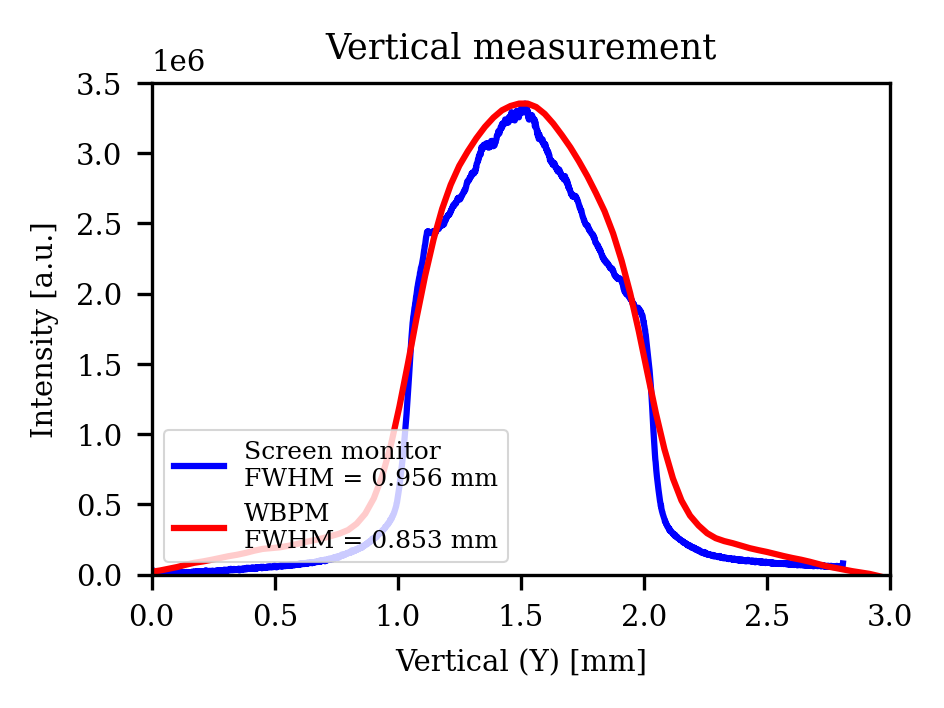 Vertical measurement
1e6
3.5
3.0
2.5
2.0
1.5
1.0
0.5
0.0
Intensity [a.u.]
Screen monitor
FWHM = 0.956 mm
WBPM
FWHM = 0.853 mm
0.0 0.5 1.0 1.5 2.0 2.5 3.0
Vertical (Y) [mm]